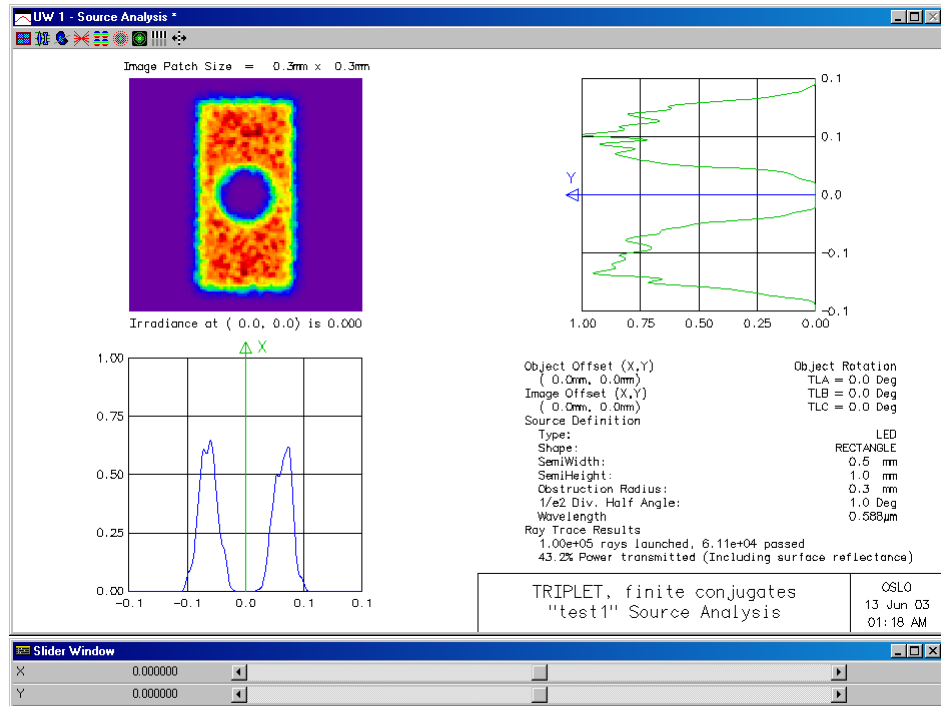 UW 1 - Source Analysis *
Image Patch Size = 0.3mm x 0.3mm
Irradiance at ( 0.0, 0.0) is 0.000
0.1
0.1
0.0
-0.1
-0.1
Y
1.00 0.75 0.50 0.25 0.00
X
1.00
0.75
0.50
0.25
0.00
-0.1 -0.1 0.0 0.1 0.1
Object Offset (X,Y)
( 0.0mm, 0.0mm)
Image Offset (X,Y)
( 0.0mm, 0.0mm)
Object Rotation
TLA = 0.0 Deg
TLB = 0.0 Deg
TLC = 0.0 Deg
Source Definition
Type: LED
Shape: RECTANGLE
SemiWidth: 0.5 mm
SemiHeight: 1.0 mm
Obstruction Radius: 0.3 mm
1/e2 Div. Half Angle: 1.0 Deg
Wavelength 0.588µm
Ray Trace Results
1.00e+05 rays launched, 6.11e+04 passed
43.2% Power transmitted (Including surface reflectance)
TRIPLET, finite conjugates
"test1" Source Analysis
OSLO
13 Jun 03
01:18 AM
Slider Window
X 0.000000
Y 0.000000